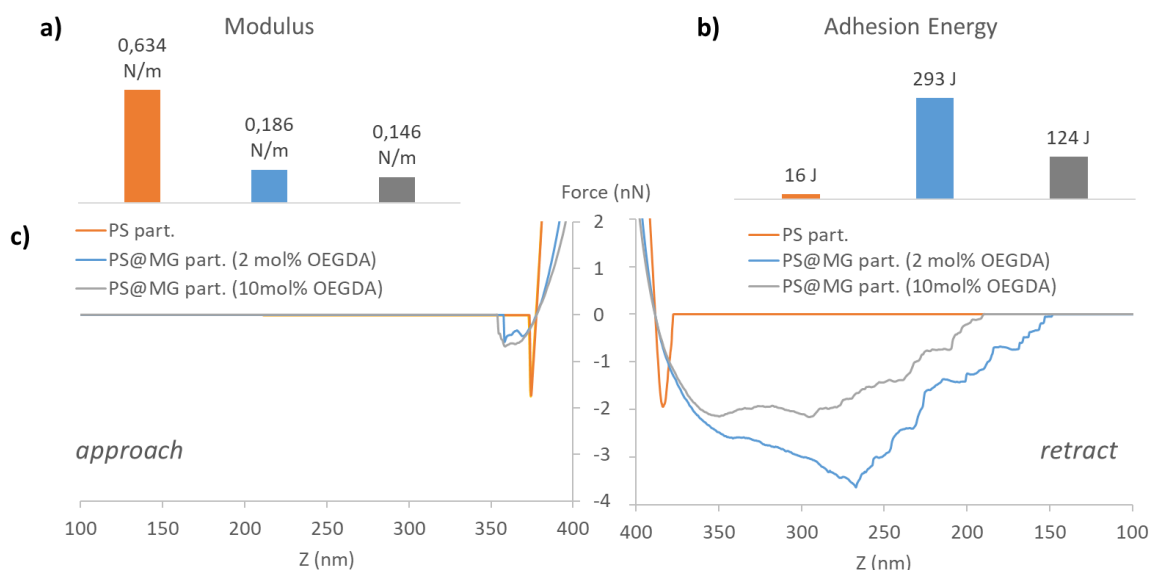 a)
Modulus
0,634
N/m
0,186
N/m
0,146
N/m
b)
Adhesion Energy
16 J
293 J
124 J
c)
Force (nN)
PS part.
PS@MG part. (2 mol% OEGDA)
PS@MG part. (10mol% OEGDA)
approach
2
1
0
-1
-2
-3
-4
100
150
200
250
300
350
400
Z (nm)
PS part.
PS@MG part. (2 mol% OEGDA)
PS@MG part. (10mol% OEGDA)
retract
400
350
300
250
200
150
100
Z (nm)